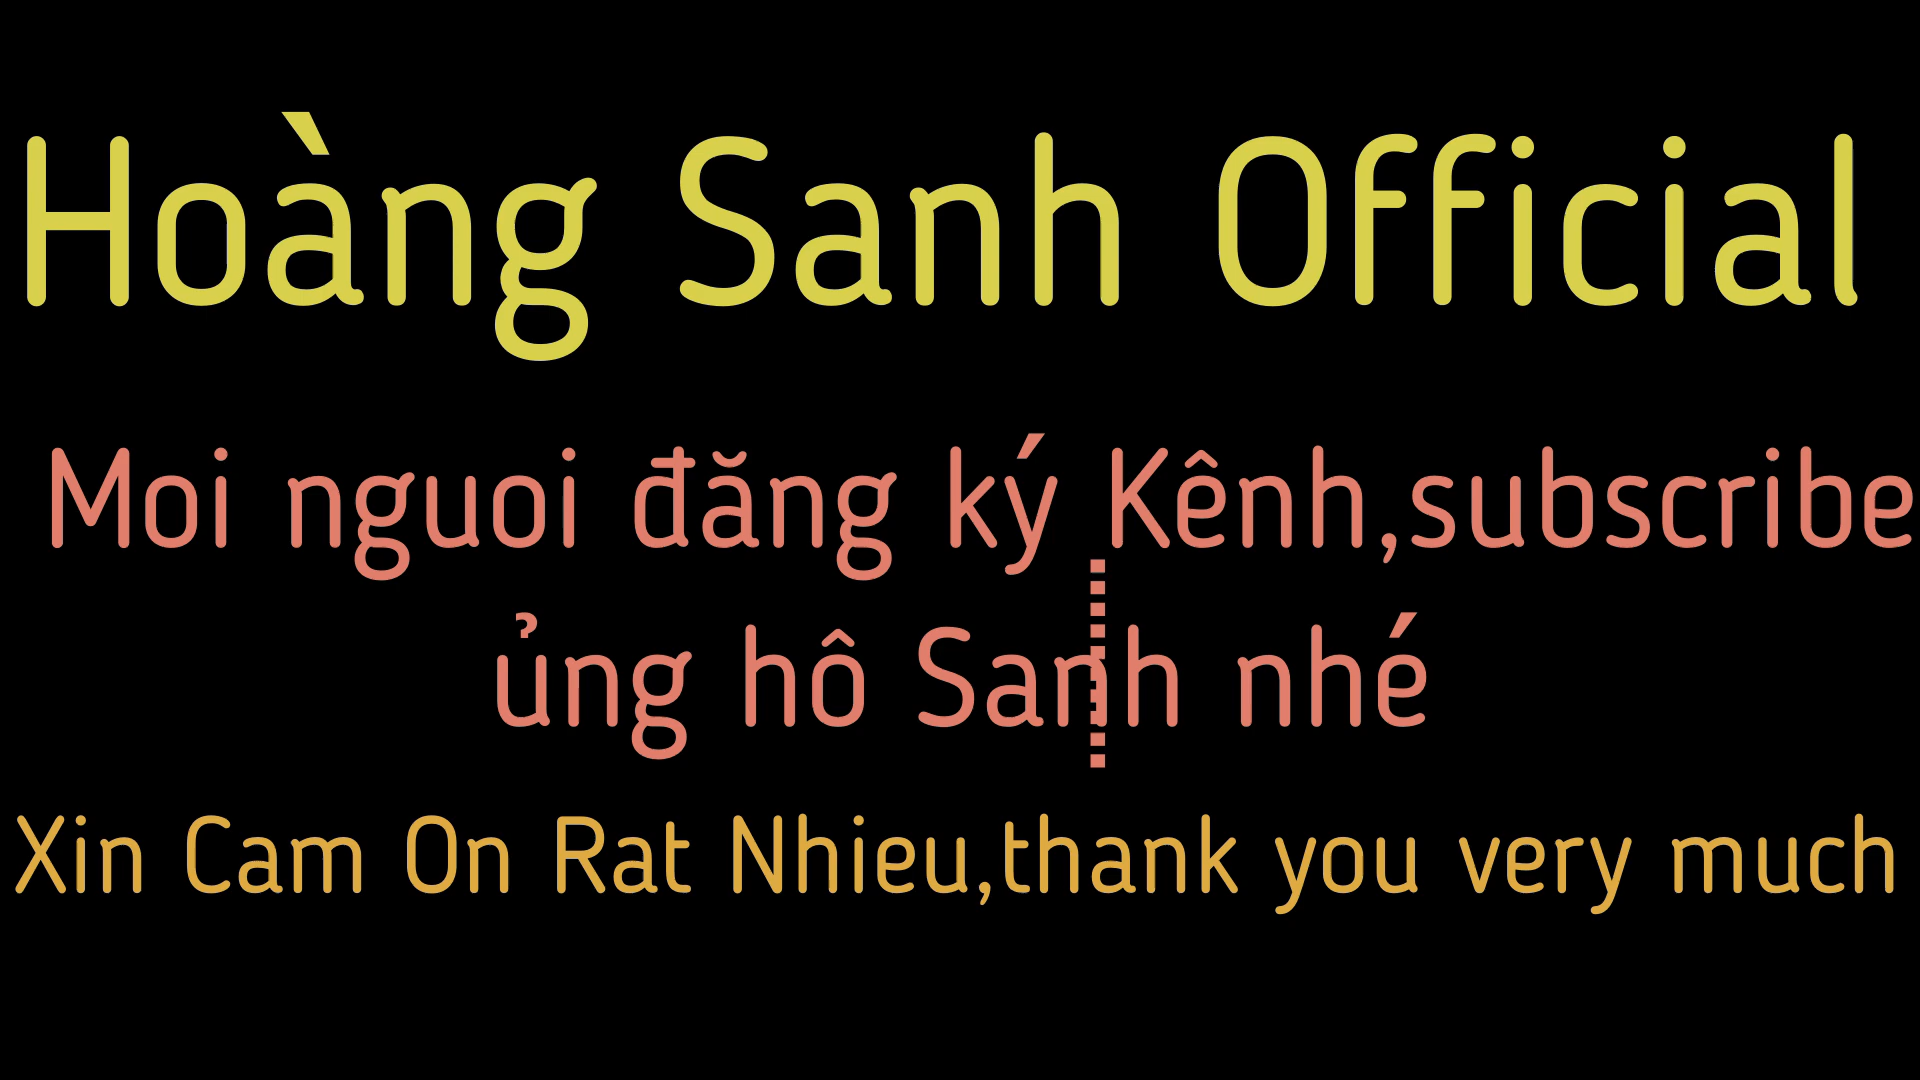 Hoàng Sanh Official
Moi nguoi đăng ký Kênh,subscribe
ủng hô Sanh nhé
Xin Cam On Rat Nhieu,thank you very much